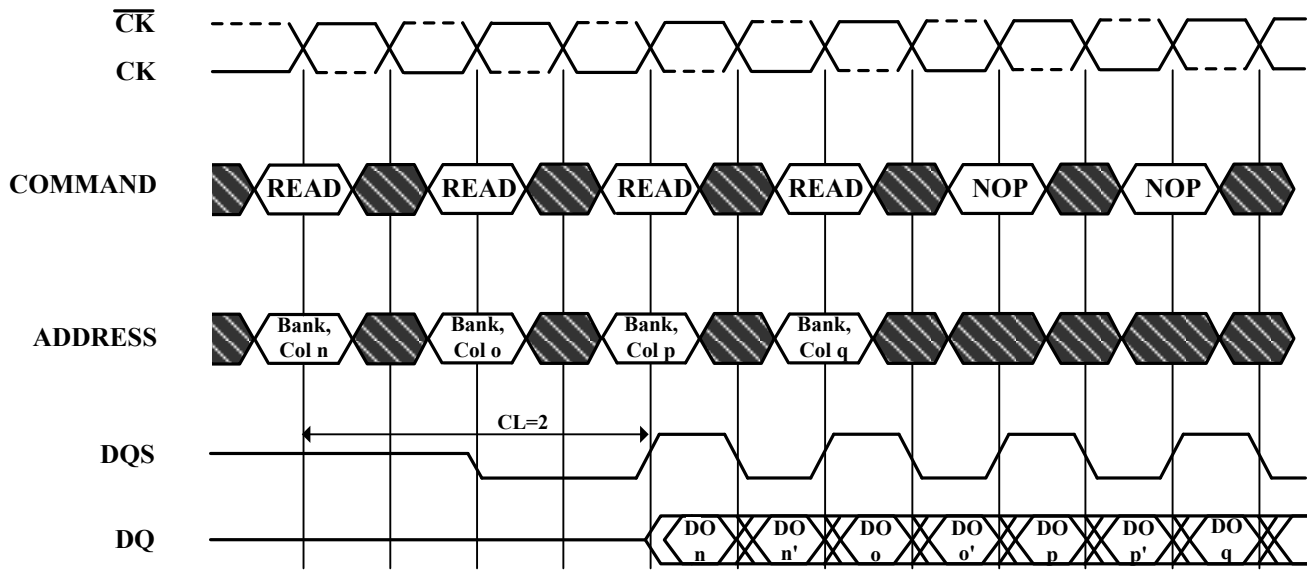 C̅K̅
CK
COMMAND
READ
READ
READ
READ
NOP
NOP
ADDRESS
Bank,
Col n
Bank,
Col o
Bank,
Col p
Bank,
Col q
CL=2
DQS
DQ
DO
n
DO
n'
DO
o
DO
o'
DO
p
DO
p'
DO
q